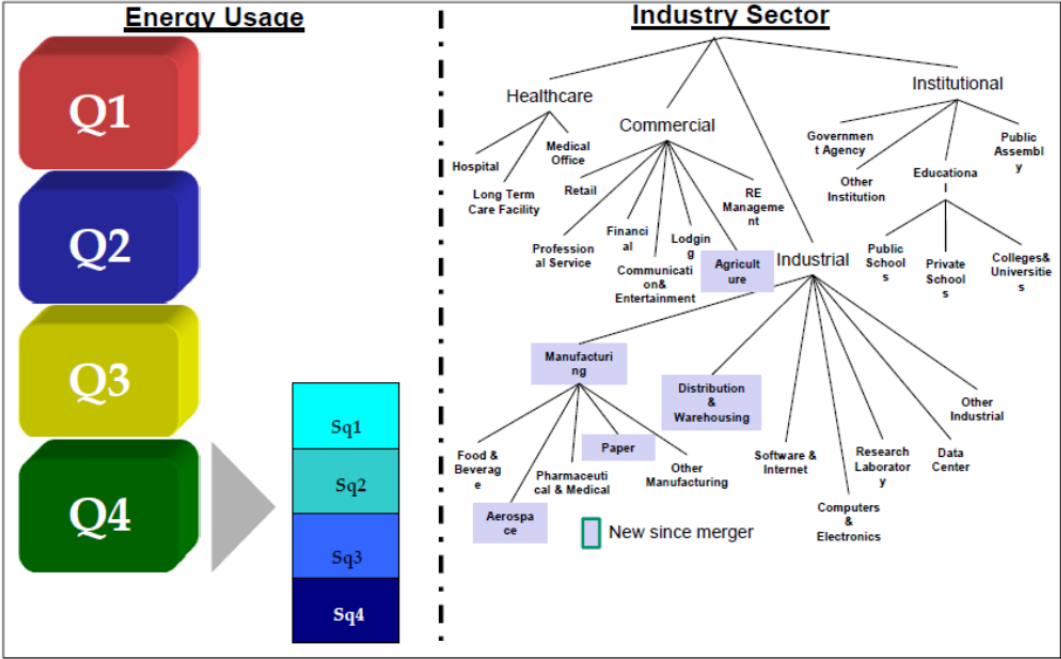 Energy Usage
Q1
Q2
Q3
Q4
Sq1
Sq2
Sq3
Sq4
Industry Sector
Healthcare
Hospital
Long Term
Care Facility
Medical
Office
Commercial
Retail
Profession
al Service
Financi
al
Communicati
on&
Entertainment
Lodgin
g
Agricult
ure
RE
Manageme
nt
Institutional
Governmen
t Agency
Other
Institution
Educationa
l
Public
Assembl
y
Public
School
s
Private
School
s
Colleges&
Universitie
s
Industrial
Manufacturi
ng
Food &
Beverag
e
Aerospa
ce
Pharmaceuti
cal & Medical
Paper
Other
Manufacturing
Distribution
&
Warehousing
Software &
Internet
Computers
&
Electronics
Research
Laborator
y
Data
Center
Other
Industrial
New since merger